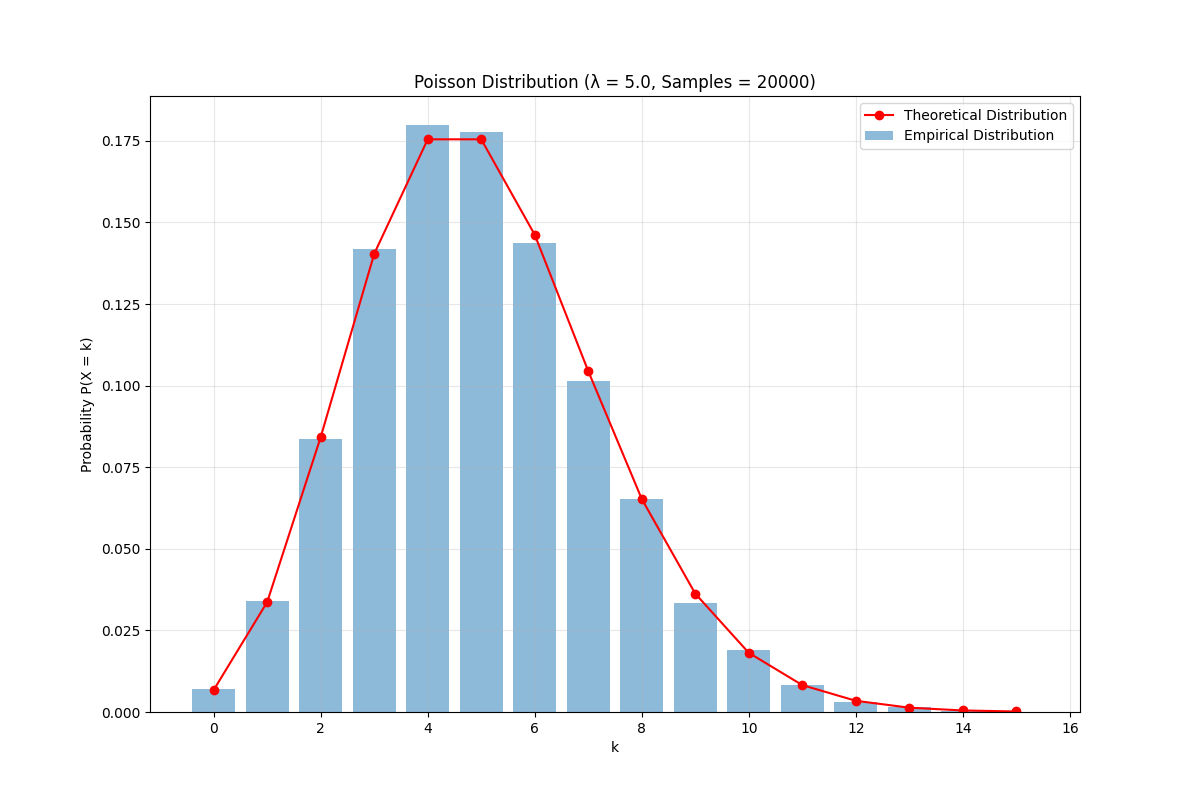 Poisson Distribution (λ = 5.0, Samples = 20000)
Theoretical Distribution
Empirical Distribution
0.175
0.150
0.125
0.100
0.075
0.050
0.025
0.000
Probability P(X = k)
0 2 4 6 8 10 12 14 16
k